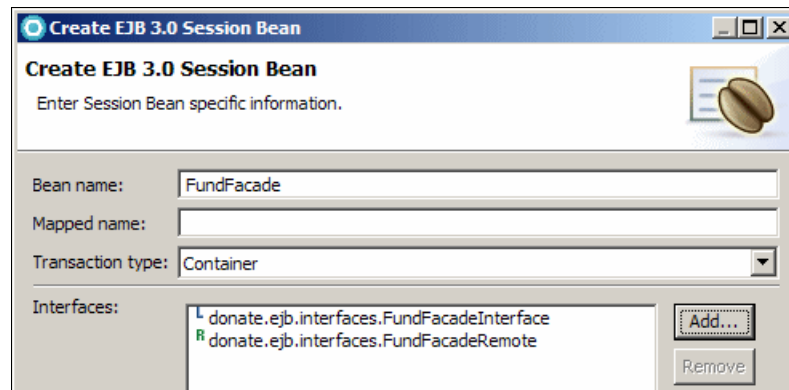 Create EJB 3.0 Session Bean
Create EJB 3.0 Session Bean
Enter Session Bean specific information.
Bean name: FundFacade
Mapped name:
Transaction type: Container
Interfaces:
L donate.ejb.interfaces.FundFacadeInterface
R donate.ejb.interfaces.FundFacadeRemote
Add...
Remove